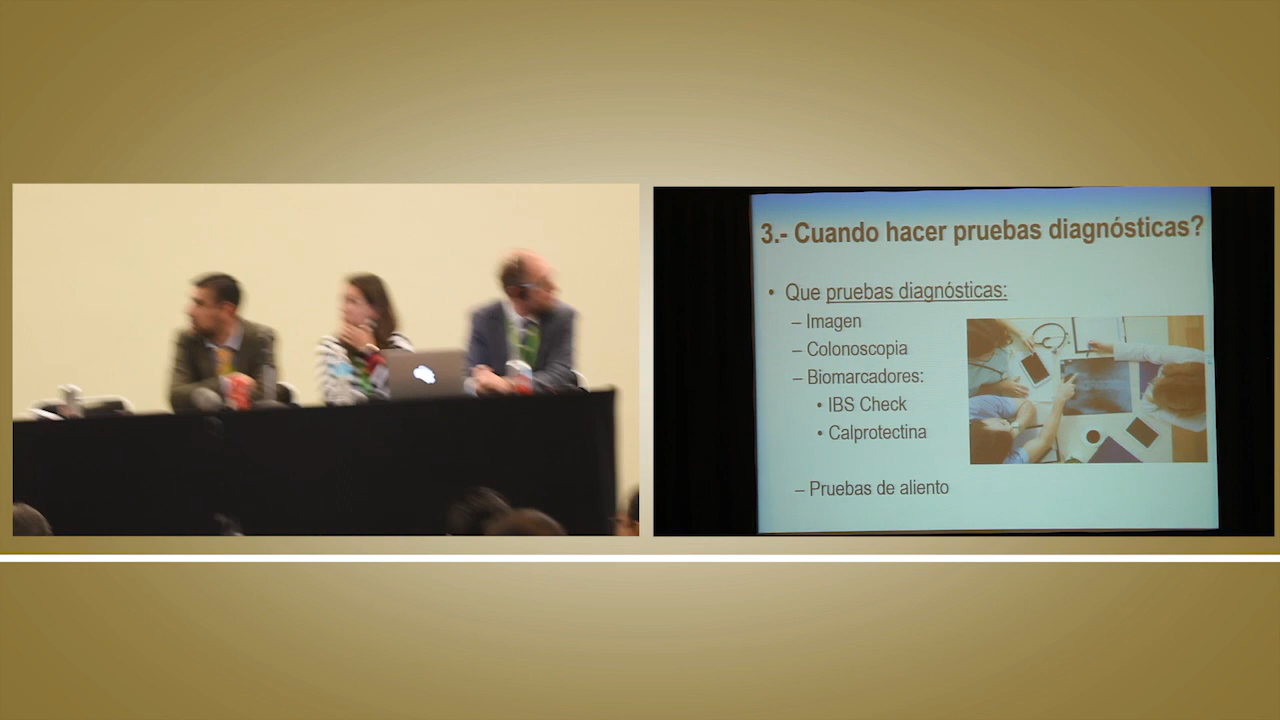 3.- Cuando hacer pruebas diagnósticas?
• Que pruebas diagnósticas:
– Imagen
– Colonoscopia
– Biomarcadores:
• IBS Check
• Calprotectina
– Pruebas de aliento